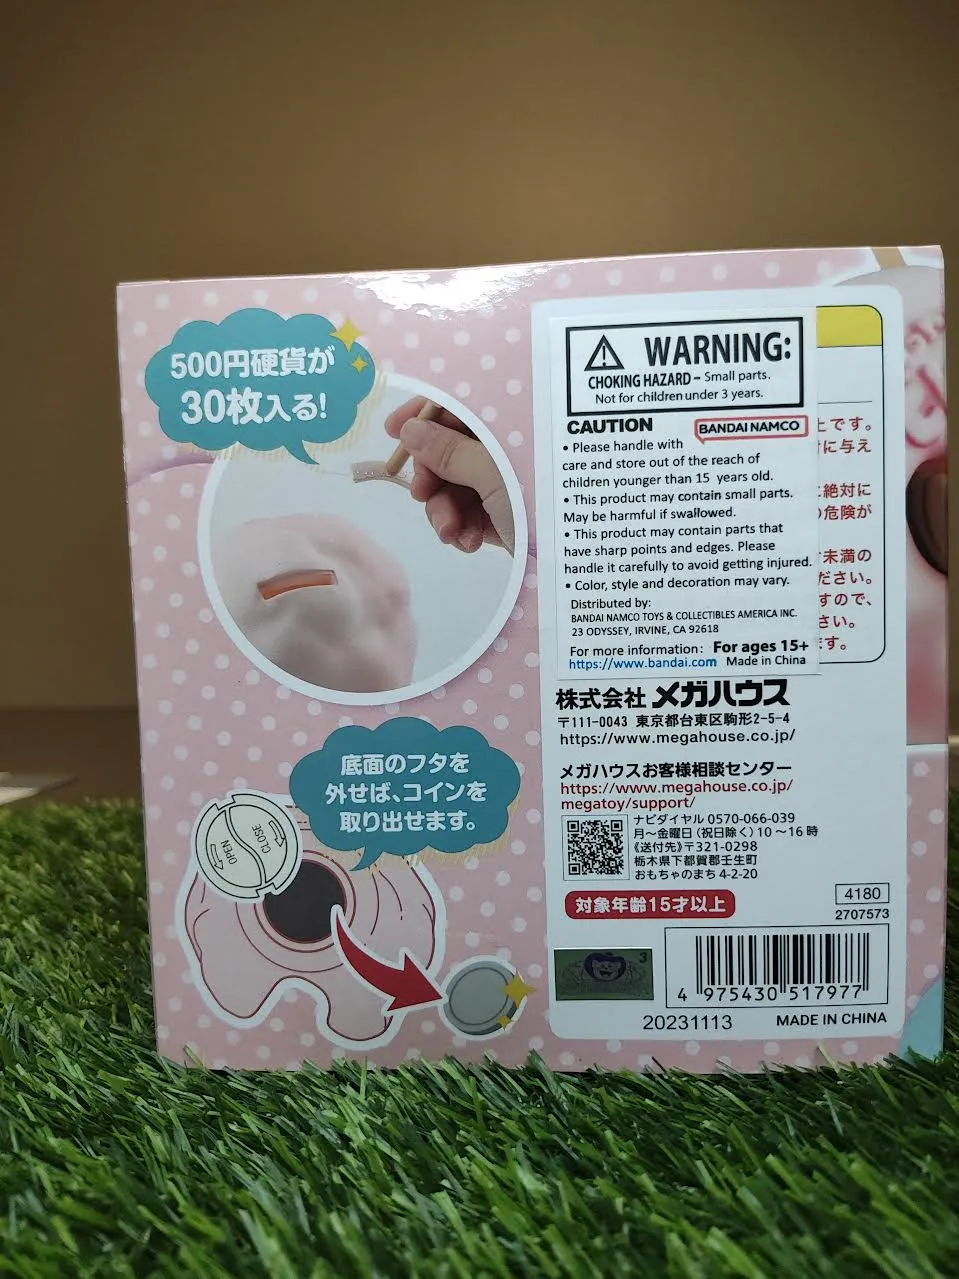 500円硬貨が
30枚入る!
底面のフタを
外せば、コインを
取り出せます。
OPEN
CLOSE
WARNING:
CHOKING HAZARD – Small parts.
Not for children under 3 years.
CAUTION
BANDAI NAMCO
• Please handle with
care and store out of the reach of
children younger than 15 years old.
• This product may contain small parts.
May be harmful if swallowed.
• This product may contain parts that
have sharp points and edges. Please
handle it carefully to avoid getting injured.
• Color, style and decoration may vary.
Distributed by:
BANDAI NAMCO TOYS & COLLECTIBLES AMERICA INC.
23 ODYSSEY, IRVINE, CA 92618
For more information: For ages 15+
https://www.bandai.com Made in China
上です。
に与え
絶対に
危険が
未満の
ださい。
すので、
さい。
す。
株式会社 メガハウス
〒111-0043 東京都台東区駒形2-5-4
https://www.megahouse.co.jp/
メガハウスお客様相談センター
https://www.megahouse.co.jp/
megatoy/support/
ナビダイヤル 0570-066-039
月～金曜日(祝日除く)10～16時
《送付先》〒321-0298
栃木県下都賀郡壬生町
おもちゃのまち 4-2-20
対象年齢15才以上
4180
2707573
3
4 975430 517977
20231113 MADE IN CHINA